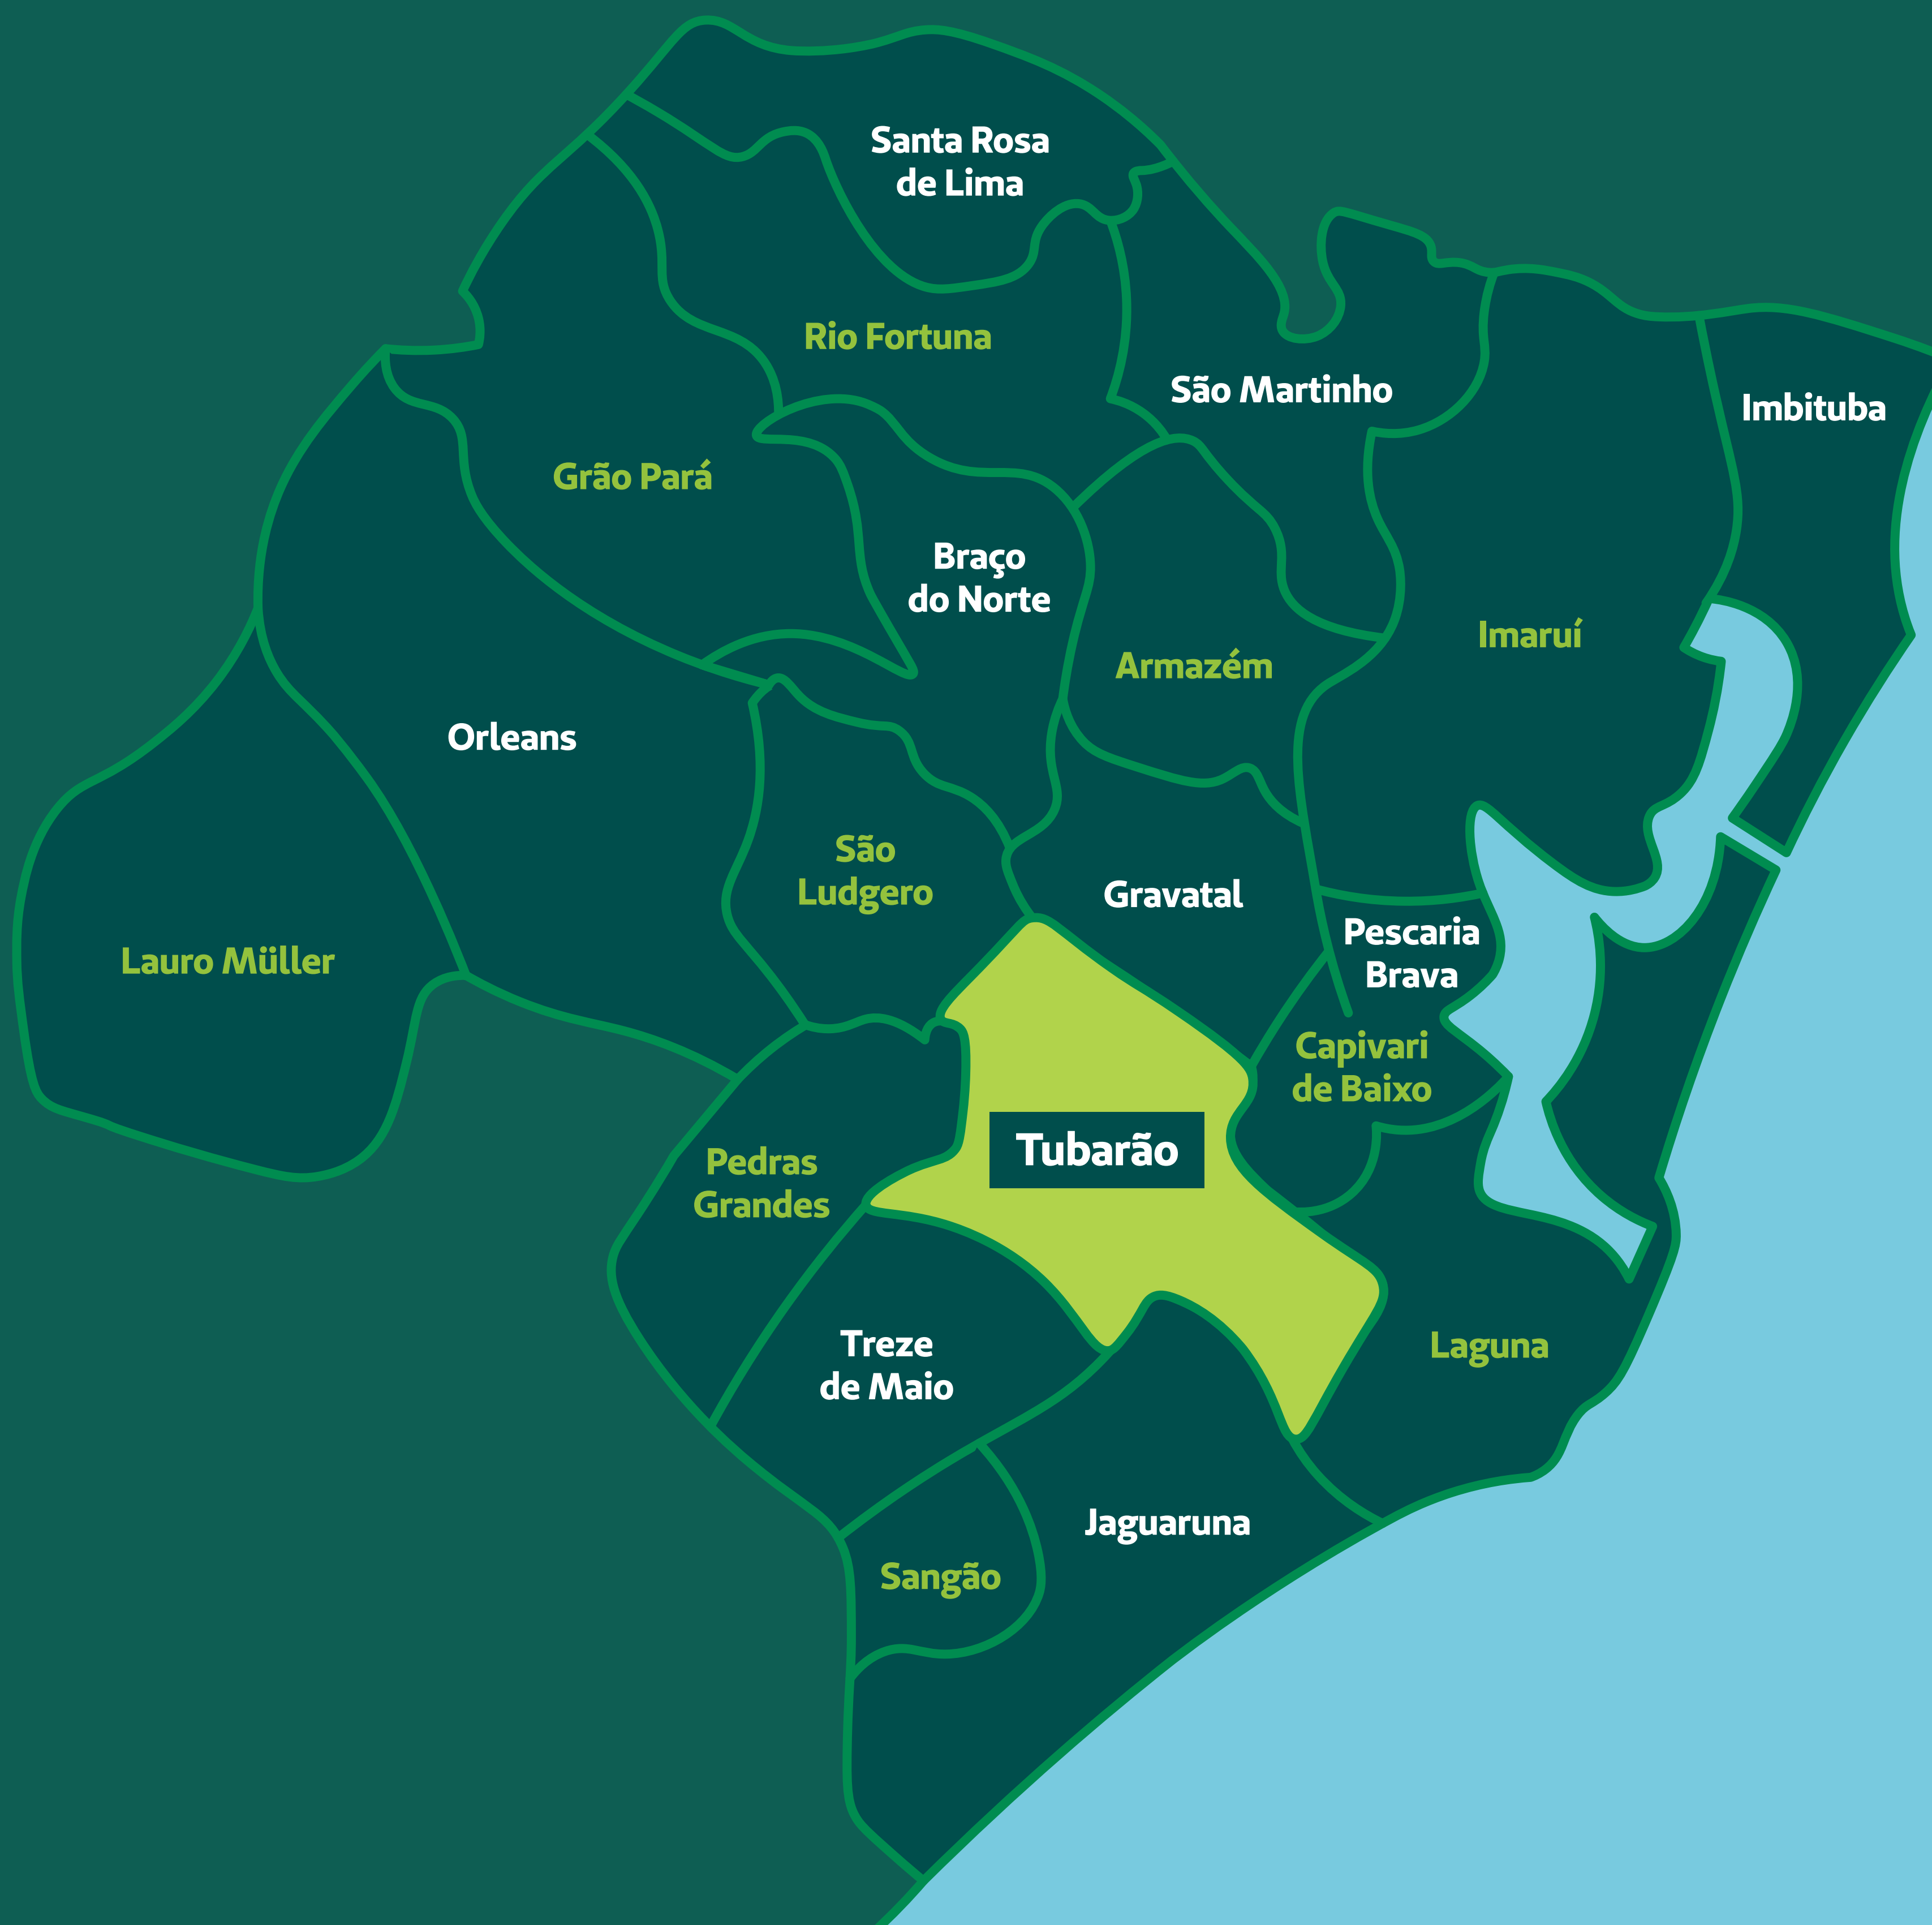 Santa Rosa
de Lima
Rio Fortuna
São Martinho
Imbituba
Grão Pará
Braço
do Norte
Imaruí
Armazém
Orleans
São
Ludgero
Gravatal
Pescaria
Brava
Lauro Müller
Capivari
de Baixo
Tubarão
Pedras
Grandes
Treze
de Maio
Laguna
Jaguaruna
Sangão